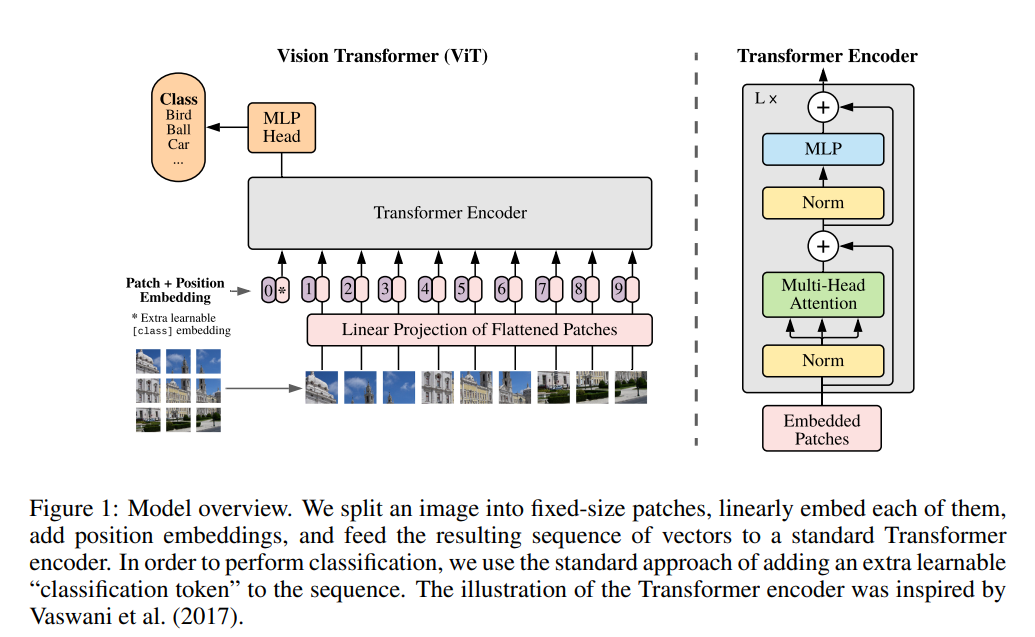 Vision Transformer (ViT)
Class
Bird
Ball
Car
...
MLP
Head
Transformer Encoder
Patch + Position
Embedding
0 * 1 2 3 4 5 6 7 8 9
* Extra learnable
[class] embedding
Linear Projection of Flattened Patches
Transformer Encoder
L x
+
MLP
Norm
+
Multi-Head
Attention
Norm
Embedded
Patches
Figure 1: Model overview. We split an image into fixed-size patches, linearly embed each of them,
add position embeddings, and feed the resulting sequence of vectors to a standard Transformer
encoder. In order to perform classification, we use the standard approach of adding an extra learnable
“classification token” to the sequence. The illustration of the Transformer encoder was inspired by
Vaswani et al. (2017).